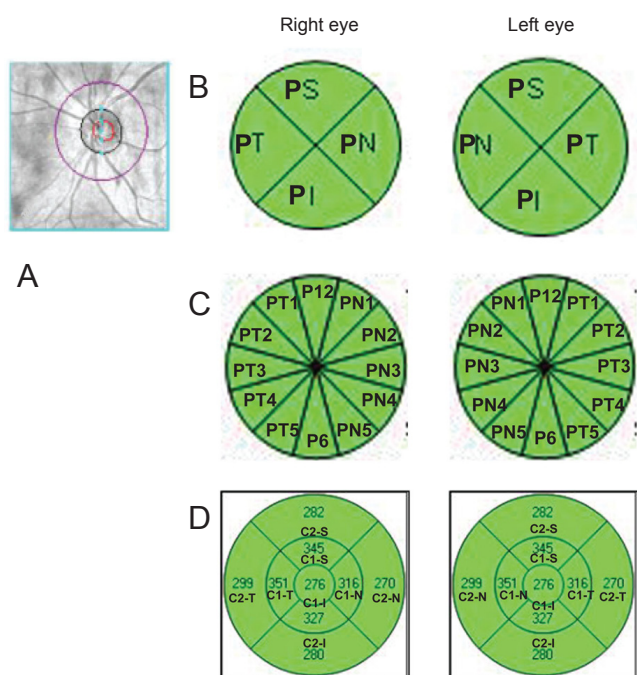 Right eye Left eye
B
PS PS
PT PN PN PT
PI PI
A
C
P12 P12
PT1 PN1 PN1 PT1
PT2 PN2 PN2 PT2
PT3 PN3 PN3 PT3
PT4 PN4 PN4 PT4
PT5 P6 PN5 PN5 P6 PT5
D
282 282
C2-S C2-S
345 345
C1-S C1-S
299 351 276 316 270 299 351 276 316 270
C2-T C1-T C1-N C2-N C2-N C1-N C1-T C2-T
C1-I C1-I
327 327
C2-I C2-I
280 280